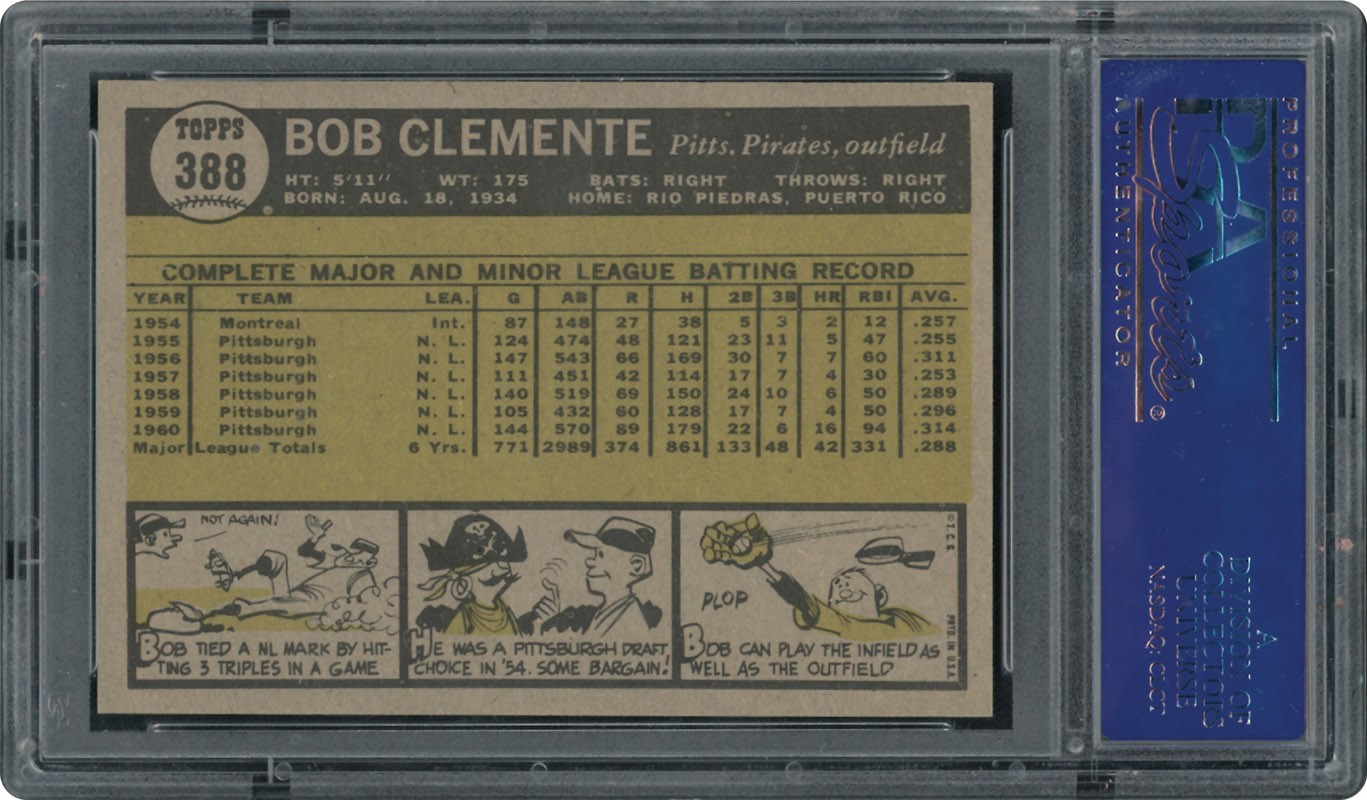 TOPPS
388
BOB CLEMENTE Pitts. Pirates, outfield
HT: 5'11" WT: 175 BATS: RIGHT THROWS: RIGHT
BORN: AUG. 18, 1934 HOME: RIO PIEDRAS, PUERTO RICO
COMPLETE MAJOR AND MINOR LEAGUE BATTING RECORD
YEAR TEAM LEA. G AB R H 2B 3B HR RBI AVG.
1954 Montreal Int. 87 148 27 38 5 3 2 12 .257
1955 Pittsburgh N. L. 124 474 48 121 23 11 5 47 .255
1956 Pittsburgh N. L. 147 543 66 169 30 7 7 60 .311
1957 Pittsburgh N. L. 111 451 42 114 17 7 4 30 .253
1958 Pittsburgh N. L. 140 519 69 150 24 10 6 50 .289
1959 Pittsburgh N. L. 105 432 60 128 17 7 4 50 .296
1960 Pittsburgh N. L. 144 570 89 179 22 6 16 94 .314
Major League Totals 6 Yrs. 771 2989 374 861 133 48 42 331 .288
NOT AGAIN!
BOB TIED A NL MARK BY HIT-
TING 3 TRIPLES IN A GAME
HE WAS A PITTSBURGH DRAFT
CHOICE IN '54. SOME BARGAIN!
PLOP
BOB CAN PLAY THE INFIELD AS
WELL AS THE OUTFIELD
© T.C.G.
PRTD. IN U.S.A.
PROFESSIONAL
PSA
Sports®
AUTHENTICATOR
A
DIVISION OF
COLLECTORS
UNIVERSE
NASDAQ: CLCT